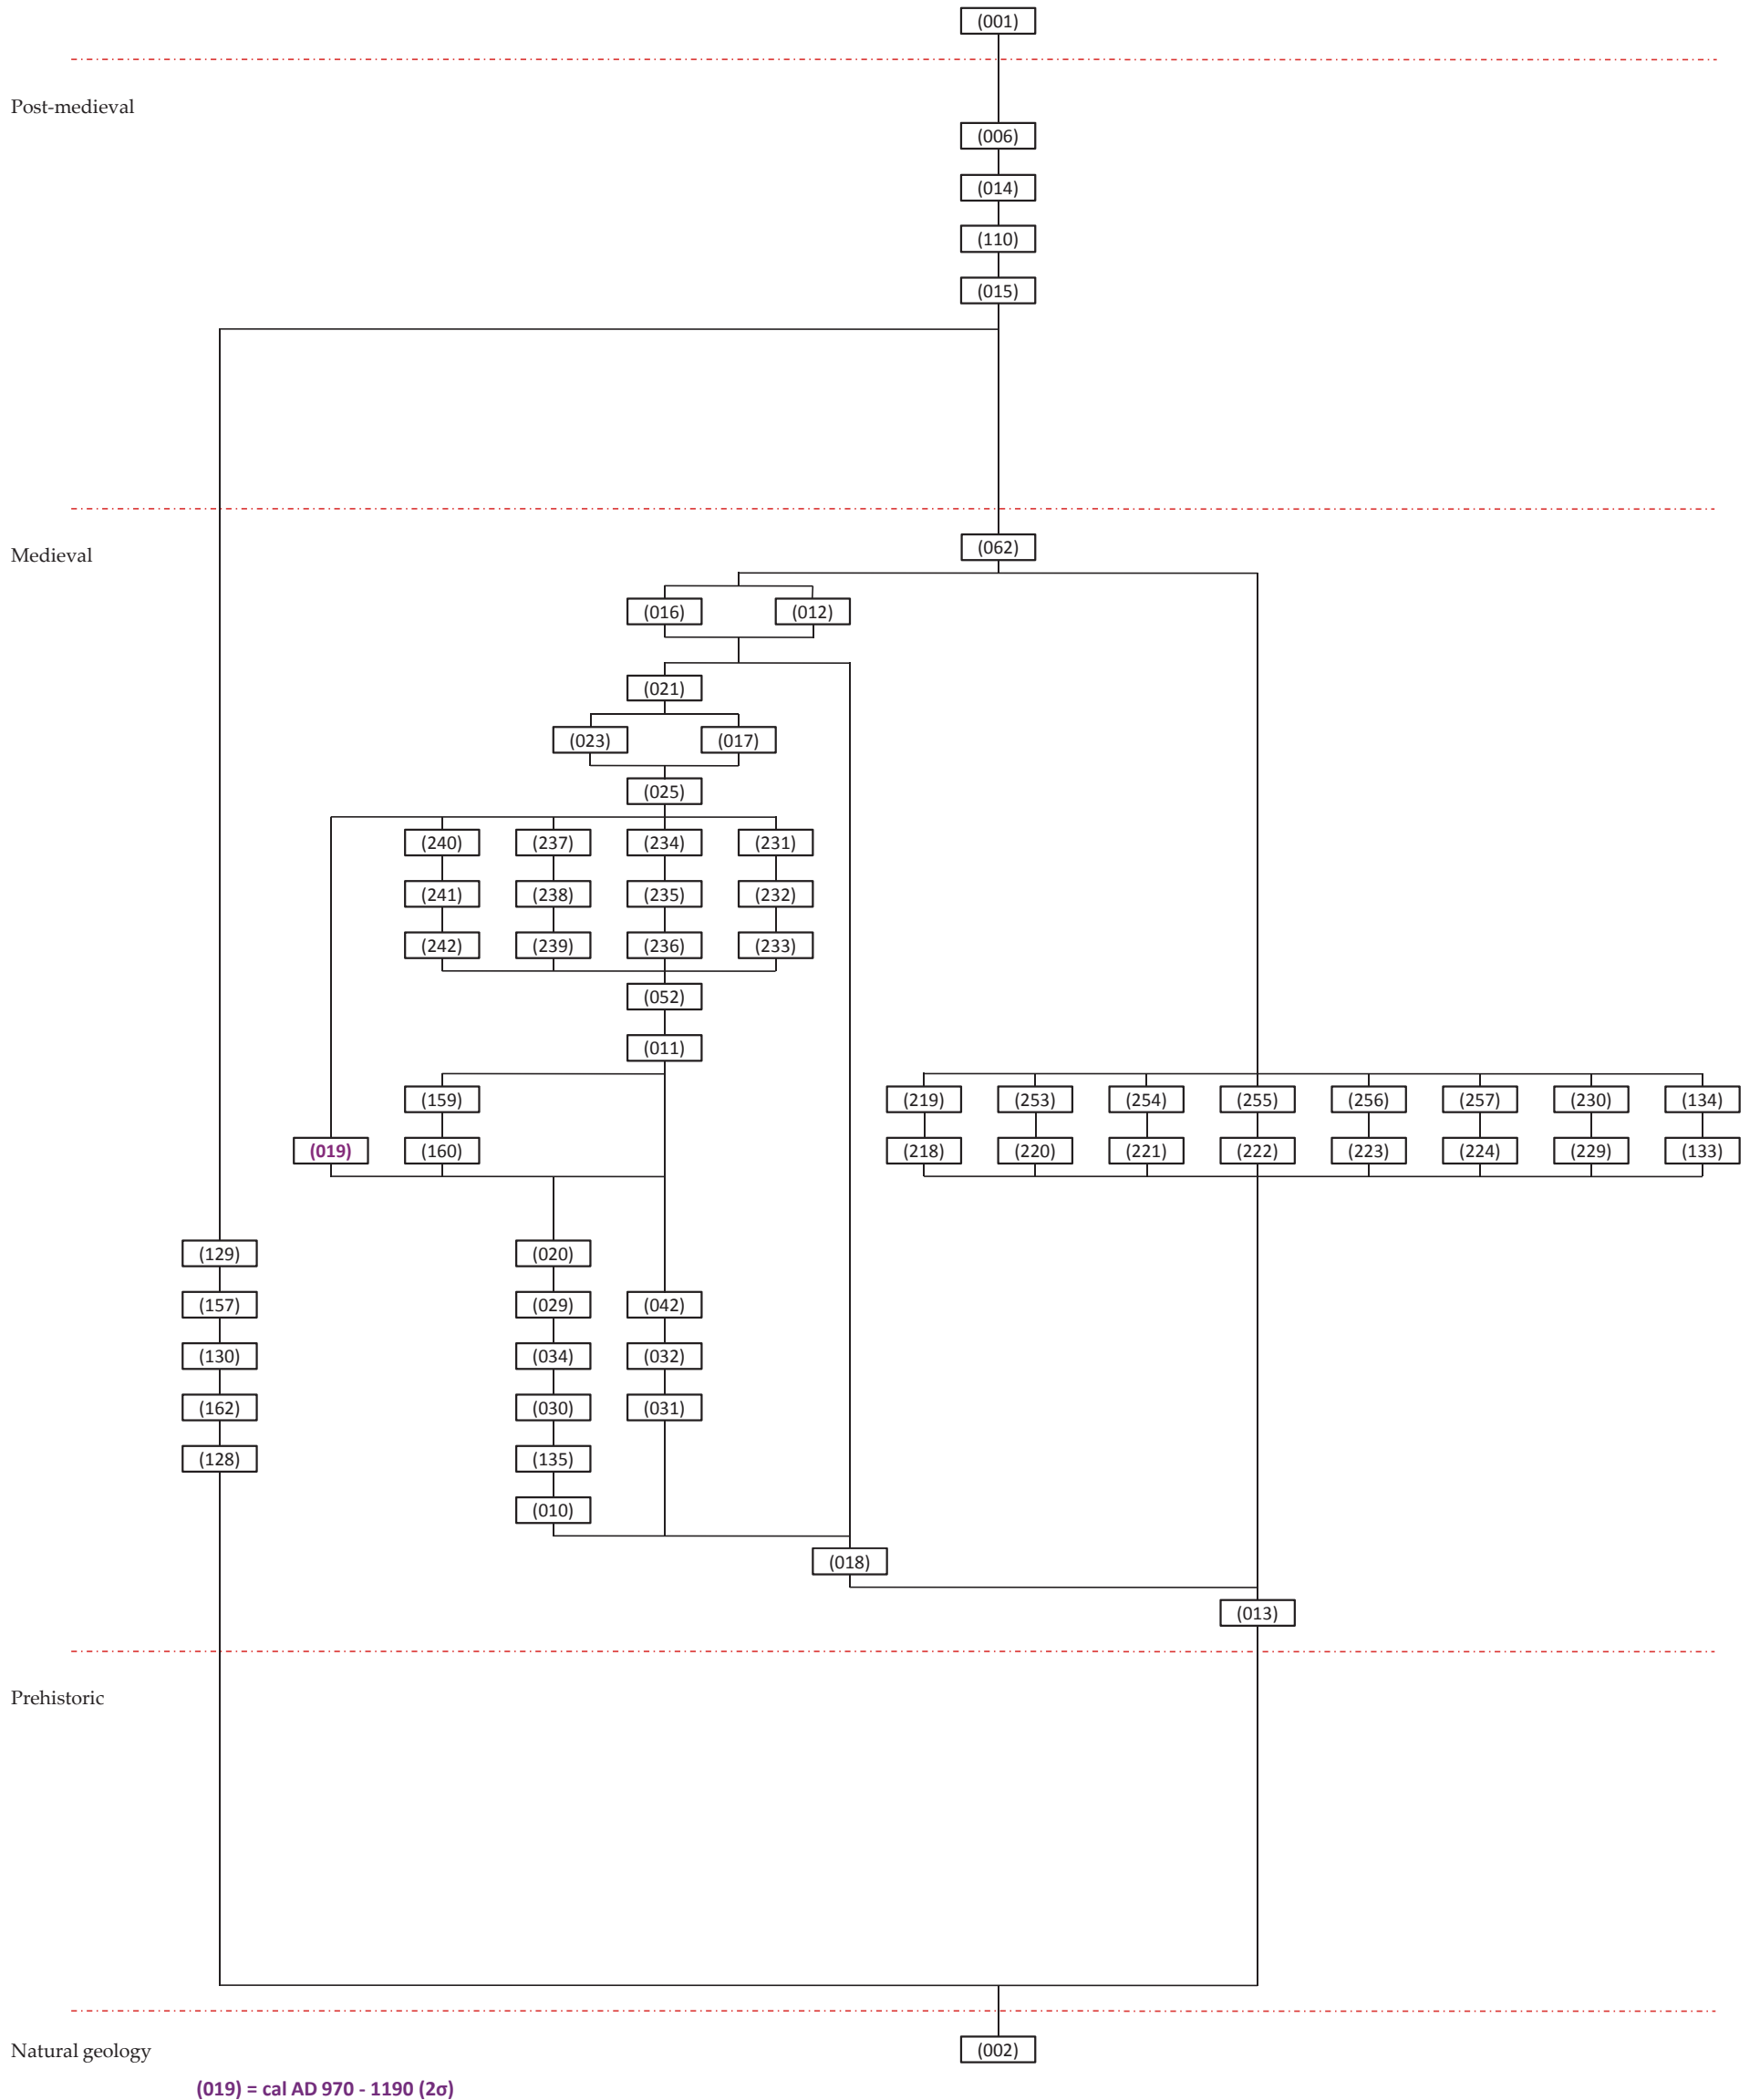 (001)
Post-medieval
(006)
(014)
(110)
(015)
Medieval
(062)
(016) (012)
(021)
(023) (017)
(025)
(240) (237) (234) (231)
(241) (238) (235) (232)
(242) (239) (236) (233)
(052)
(011)
(159) (219) (253) (254) (255) (256) (257) (230) (134)
(019) (160) (218) (220) (221) (222) (223) (224) (229) (133)
(129) (020)
(157) (029) (042)
(130) (034) (032)
(162) (030) (031)
(128) (135)
(010)
(018)
(013)
Prehistoric
Natural geology (002)
(019) = cal AD 970 - 1190 (2σ)